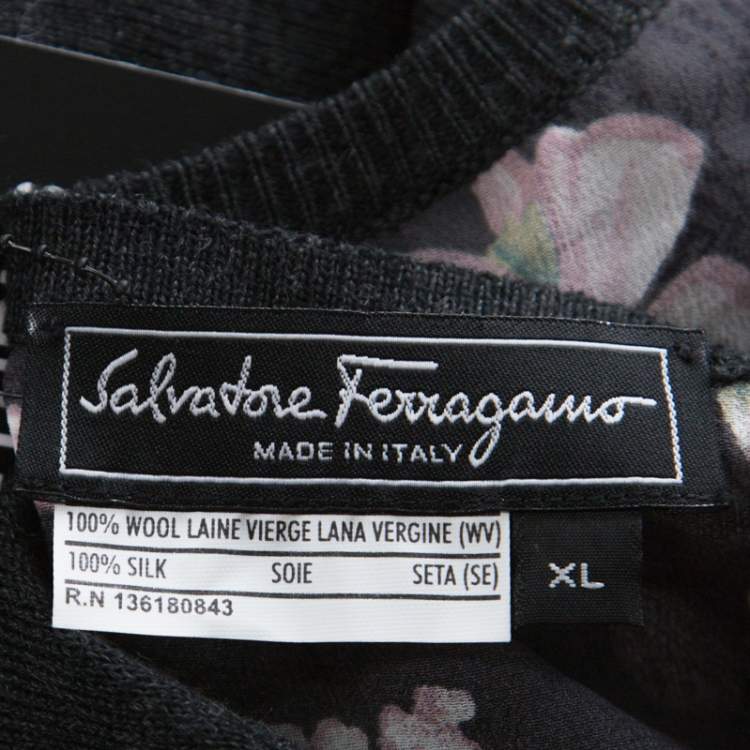 Salvatore Ferragamo
MADE IN ITALY
100% WOOL LAINE VIERGE LANA VERGINE (WV)
100% SILK SOIE SETA (SE)
R.N 136180843
XL